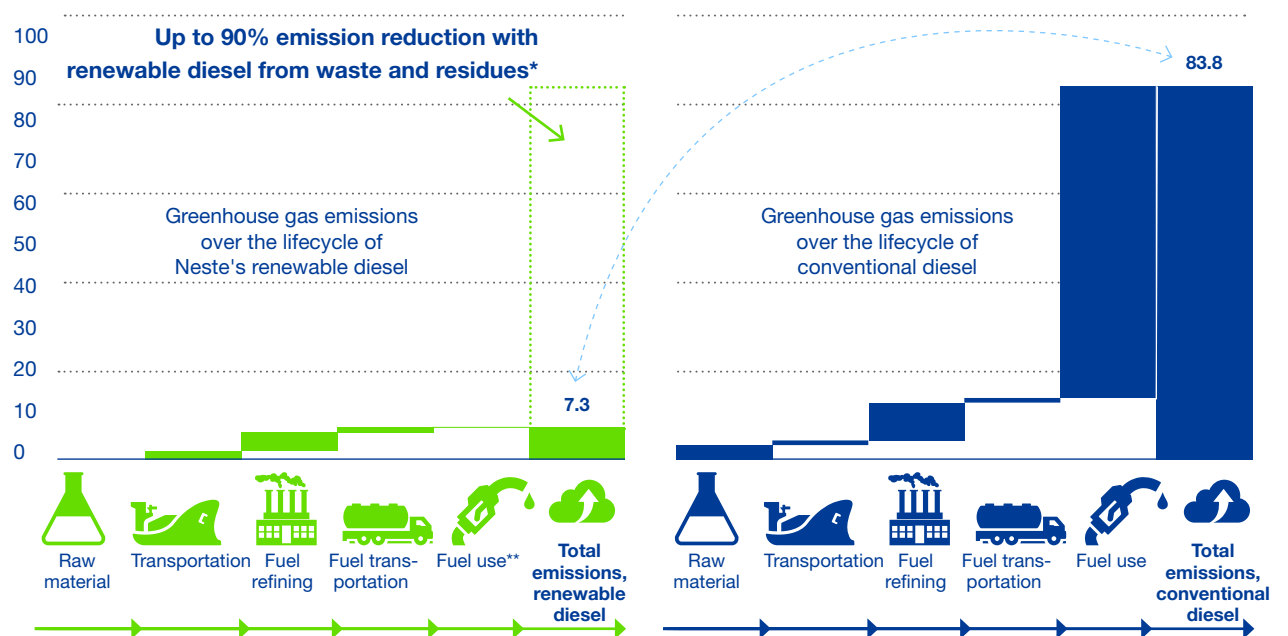 100
90
80
70
60
50
40
30
20
10
0
Up to 90% emission reduction with
renewable diesel from waste and residues*
Greenhouse gas emissions
over the lifecycle of
Neste's renewable diesel
7.3
Raw
material
Transportation
Fuel
refining
Fuel trans-
portation
Fuel use**
Total
emissions,
renewable
diesel
83.8
Greenhouse gas emissions
over the lifecycle of
conventional diesel
Raw
material
Transportation
Fuel
refining
Fuel trans-
portation
Fuel use
Total
emissions,
conventional
diesel